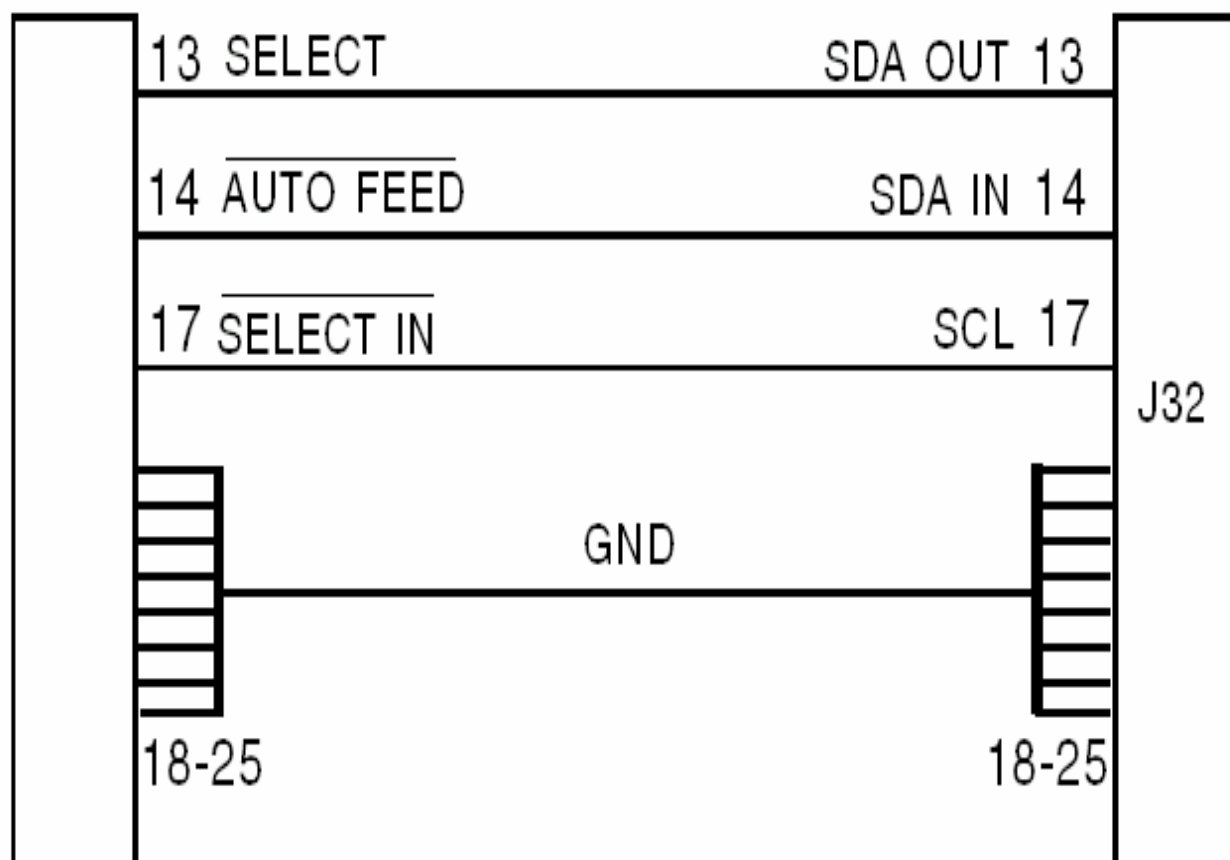 13 SELECT SDA OUT 13
14 AUTO FEED SDA IN 14
17 SELECT IN SCL 17
J32
GND
18-25 18-25